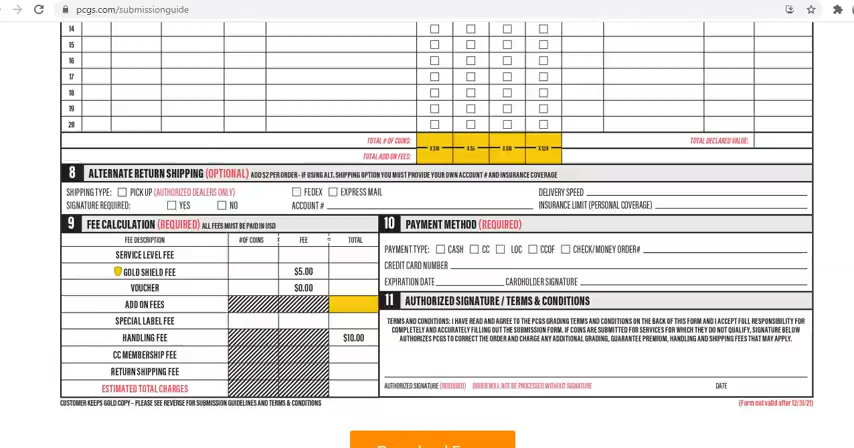 pcgs.com/submissionguide
14
15
16
17
18
19
20
TOTAL # OF COINS:
TOTAL DECLARED VALUE:
TOTAL ADD ON FEES:
8 ALTERNATE RETURN SHIPPING (OPTIONAL) ADD $2 PER ORDER - IF USING ALT. SHIPPING OPTION YOU MUST PROVIDE YOUR OWN ACCOUNT # AND INSURANCE COVERAGE
SHIPPING TYPE: PICK UP (AUTHORIZED DEALERS ONLY) FEDEX EXPRESS MAIL DELIVERY SPEED
SIGNATURE REQUIRED: YES NO ACCOUNT # INSURANCE LIMIT (PERSONAL COVERAGE)
9 FEE CALCULATION (REQUIRED) ALL FEES MUST BE PAID IN USD
FEE DESCRIPTION # OF COINS FEE = TOTAL
SERVICE LEVEL FEE
GOLD SHIELD FEE $5.00
VOUCHER $0.00
ADD ON FEES
SPECIAL LABEL FEE
HANDLING FEE $10.00
CC MEMBERSHIP FEE
RETURN SHIPPING FEE
ESTIMATED TOTAL CHARGES
10 PAYMENT METHOD (REQUIRED)
PAYMENT TYPE: CASH CC LOC CCOF CHECK/MONEY ORDER#
CREDIT CARD NUMBER
EXPIRATION DATE CARDHOLDER SIGNATURE
11 AUTHORIZED SIGNATURE / TERMS & CONDITIONS
TERMS AND CONDITIONS: I HAVE READ AND AGREE TO THE PCGS GRADING TERMS AND CONDITIONS ON THE BACK OF THIS FORM AND I ACCEPT FULL RESPONSIBILITY FOR
COMPLETELY AND ACCURATELY FILLING OUT THE SUBMISSION FORM. IF COINS ARE SUBMITTED FOR SERVICES FOR WHICH THEY DO NOT QUALIFY, SIGNATURE BELOW
AUTHORIZES PCGS TO CORRECT THE ORDER AND CHARGE ANY ADDITIONAL GRADING, GUARANTEE PREMIUM, HANDLING AND SHIPPING FEES THAT MAY APPLY.
AUTHORIZED SIGNATURE (REQUIRED) ORDER WILL NOT BE PROCESSED WITHOUT SIGNATURE DATE
CUSTOMER KEEPS GOLD COPY – PLEASE SEE REVERSE FOR SUBMISSION GUIDELINES AND TERMS & CONDITIONS
(Form not valid after 12/31/21)